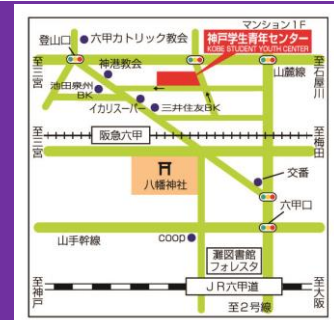 マンション1F
登山口
六甲カトリック教会
神戸学生青年センター
KOBE STUDENT YOUTH CENTER
至三宮
神港教会
山麓線
至石屋川
池田泉州
BK
イカリスーパー
三井住友BK
至三宮
阪急六甲
至梅田
八幡神社
交番
六甲口
山手幹線
coop
灘図書館
フォレスタ
至神戸
JR六甲道
至大阪
至2号線